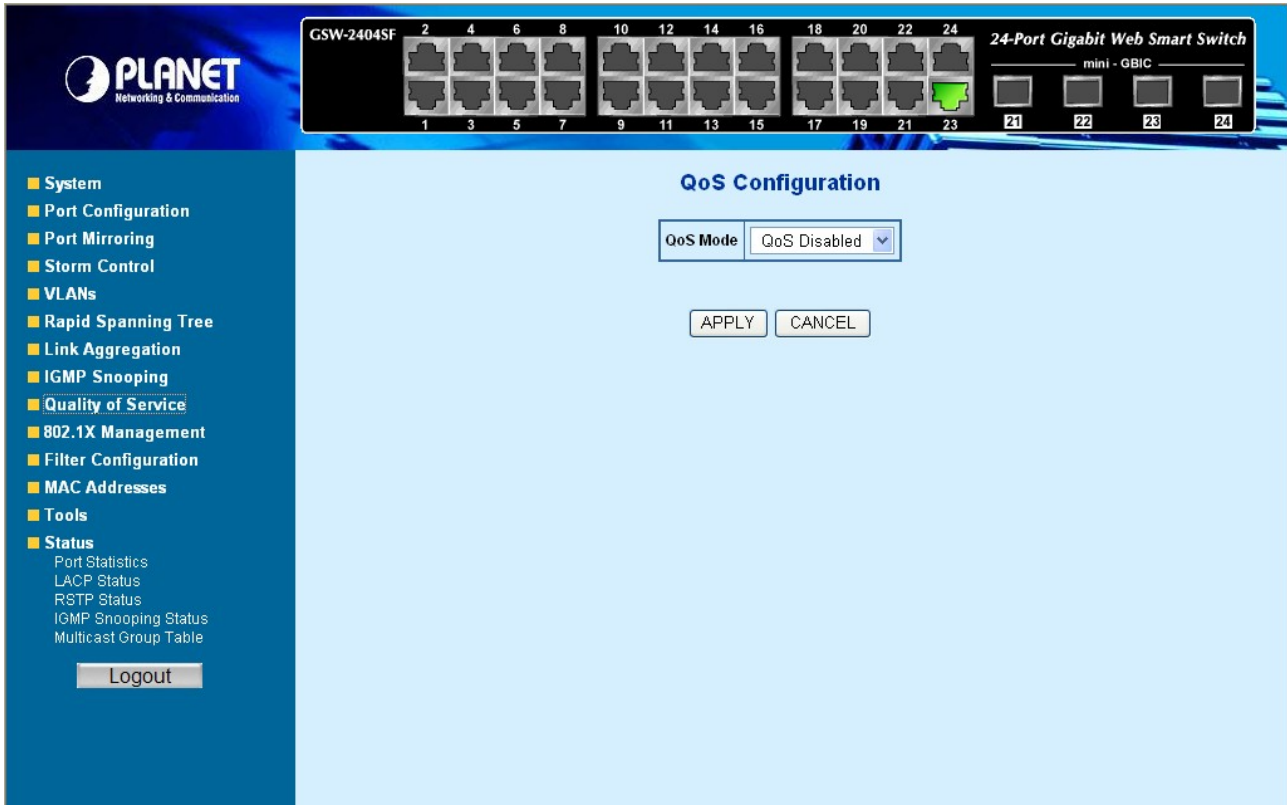 PLANET
Networking & Communication
GSW-2404SF
2 4 6 8 10 12 14 16 18 20 22 24
24-Port Gigabit Web Smart Switch
mini - GBIC
1 3 5 7 9 11 13 15 17 19 21 23
21 22 23 24
System
Port Configuration
Port Mirroring
Storm Control
VLANs
Rapid Spanning Tree
Link Aggregation
IGMP Snooping
Quality of Service
802.1X Management
Filter Configuration
MAC Addresses
Tools
Status
Port Statistics
LACP Status
RSTP Status
IGMP Snooping Status
Multicast Group Table
Logout
QoS Configuration
QoS Mode QoS Disabled
APPLY CANCEL